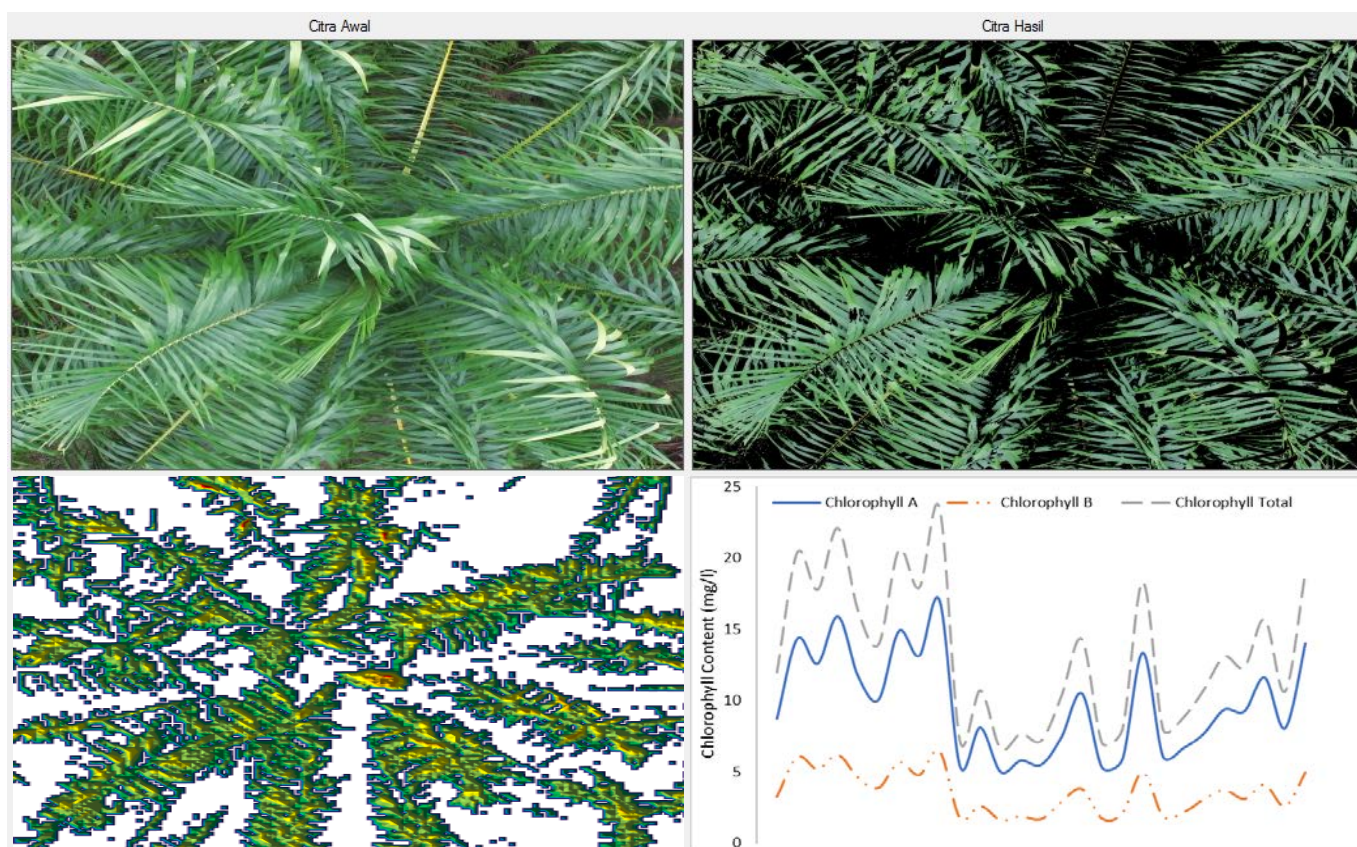 Citra Awal
Citra Hasil
25
Chlorophyll A
Chlorophyll B
Chlorophyll Total
20
15
10
5
0
Chlorophyll Content (mg/l)